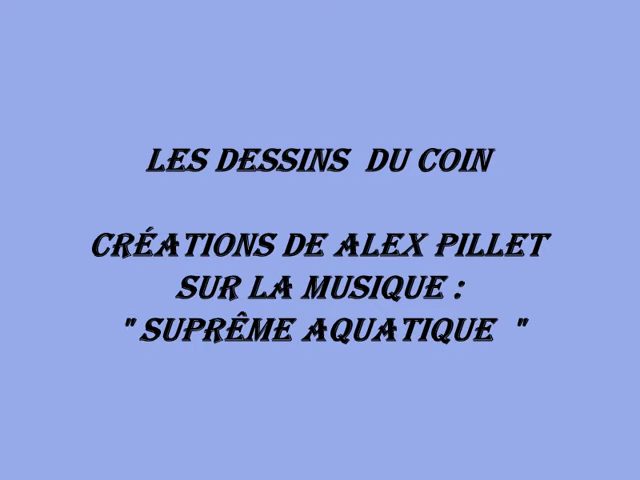 LES DESSINS DU COIN
CRÉATIONS DE ALEX PILLET
SUR LA MUSIQUE :
" SUPRÊME AQUATIQUE "